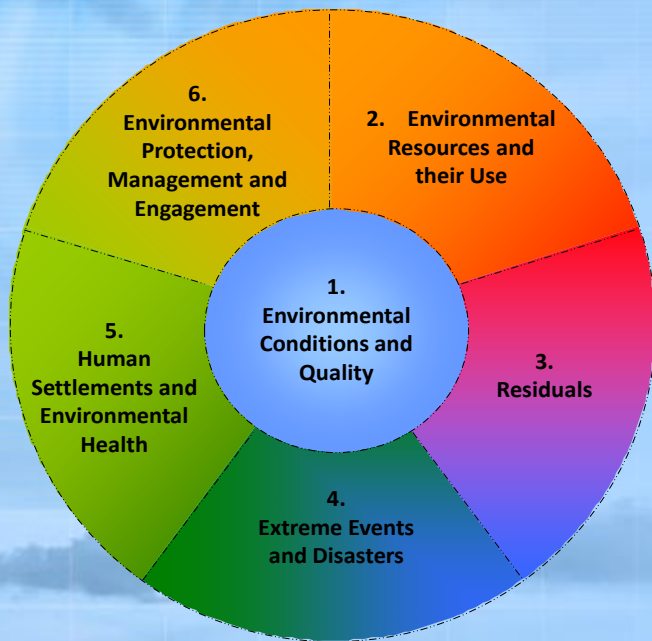 1.
Environmental
Conditions and
Quality
2. Environmental
Resources and
their Use
3.
Residuals
4.
Extreme Events
and Disasters
5.
Human
Settlements and
Environmental
Health
6.
Environmental
Protection,
Management and
Engagement